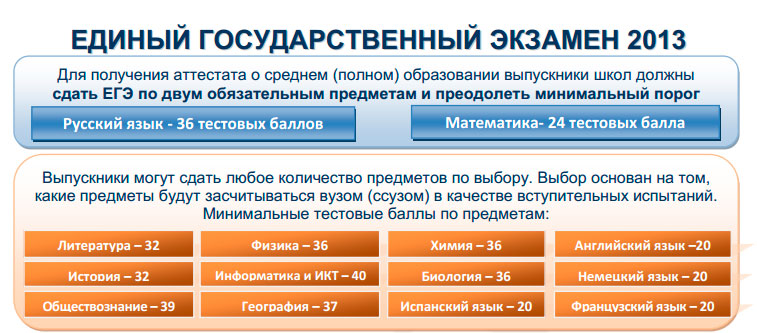 ЕДИНЫЙ ГОСУДАРСТВЕННЫЙ ЭКЗАМЕН 2013
Для получения аттестата о среднем (полном) образовании выпускники школ должны
сдать ЕГЭ по двум обязательным предметам и преодолеть минимальный порог
Русский язык - 36 тестовых баллов
Математика- 24 тестовых балла
Выпускники могут сдать любое количество предметов по выбору. Выбор основан на том,
какие предметы будут засчитываться вузом (ссузом) в качестве вступительных испытаний.
Минимальные тестовые баллы по предметам:
Литература – 32
Физика – 36
Химия – 36
Английский язык –20
История – 32
Информатика и ИКТ – 40
Биология – 36
Немецкий язык – 20
Обществознание – 39
География – 37
Испанский язык – 20
Французский язык – 20